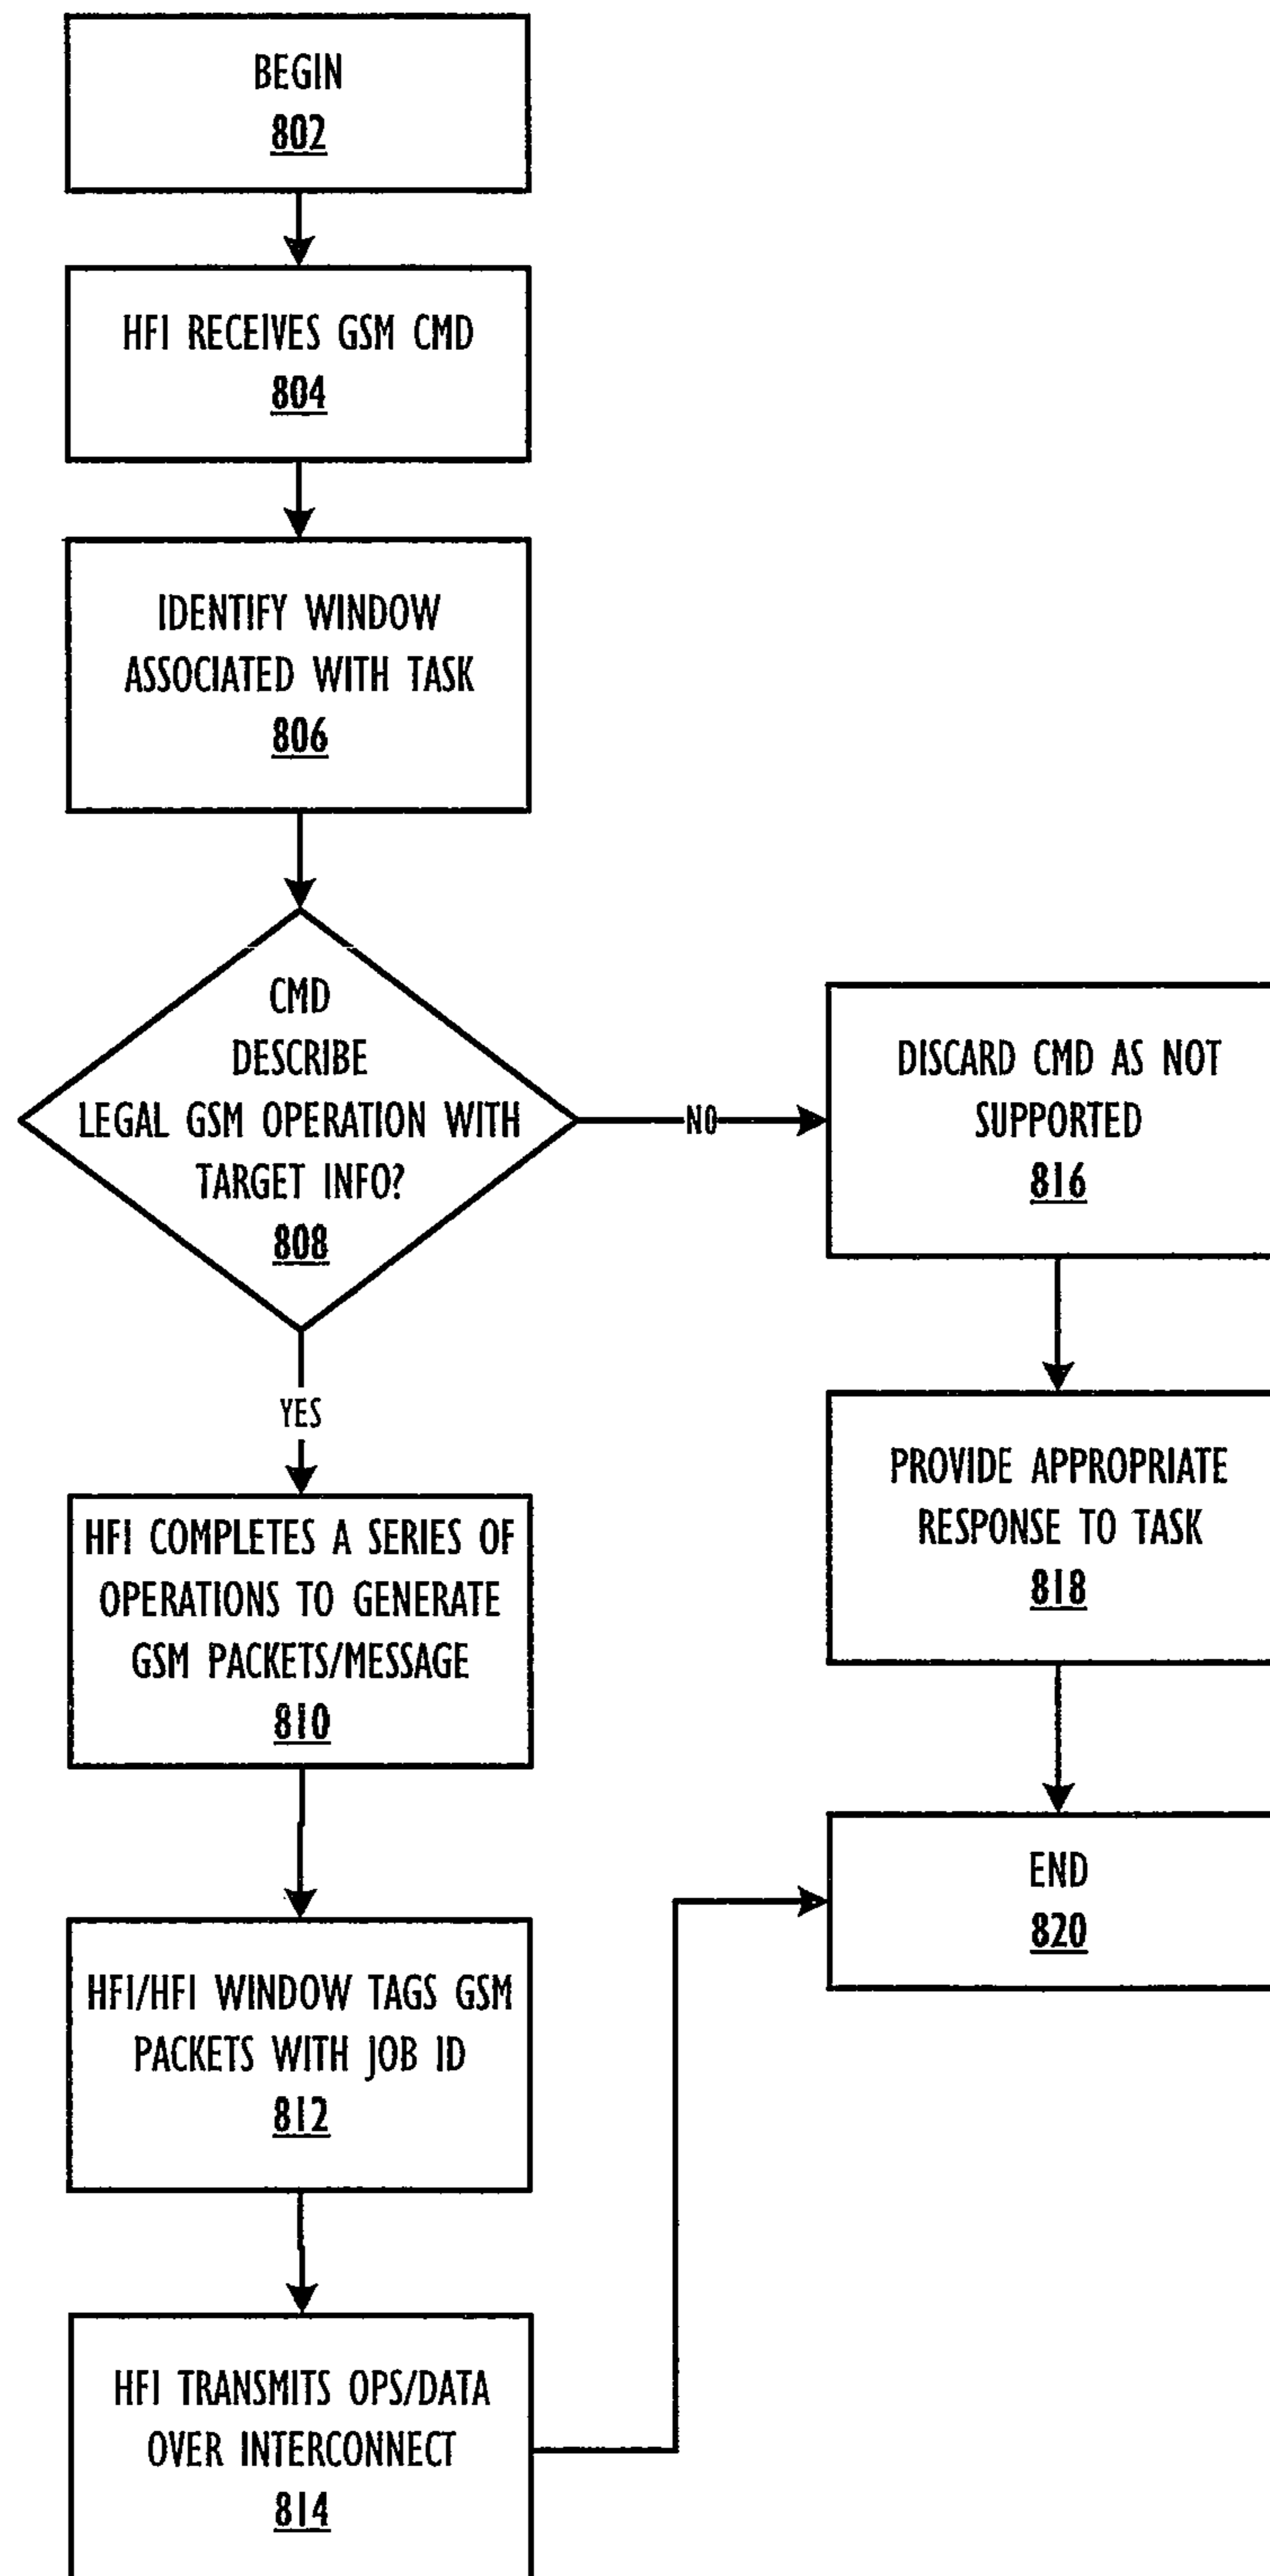 BEGIN
802
HFI RECEIVES GSM CMD
804
IDENTIFY WINDOW
ASSOCIATED WITH TASK
806
CMD
DESCRIBE
LEGAL GSM OPERATION WITH
TARGET INFO?
808
NO
DISCARD CMD AS NOT
SUPPORTED
816
YES
PROVIDE APPROPRIATE
RESPONSE TO TASK
818
HFI COMPLETES A SERIES OF
OPERATIONS TO GENERATE
GSM PACKETS/MESSAGE
810
END
820
HFI/HFI WINDOW TAGS GSM
PACKETS WITH JOB ID
812
HFI TRANSMITS OPS/DATA
OVER INTERCONNECT
814